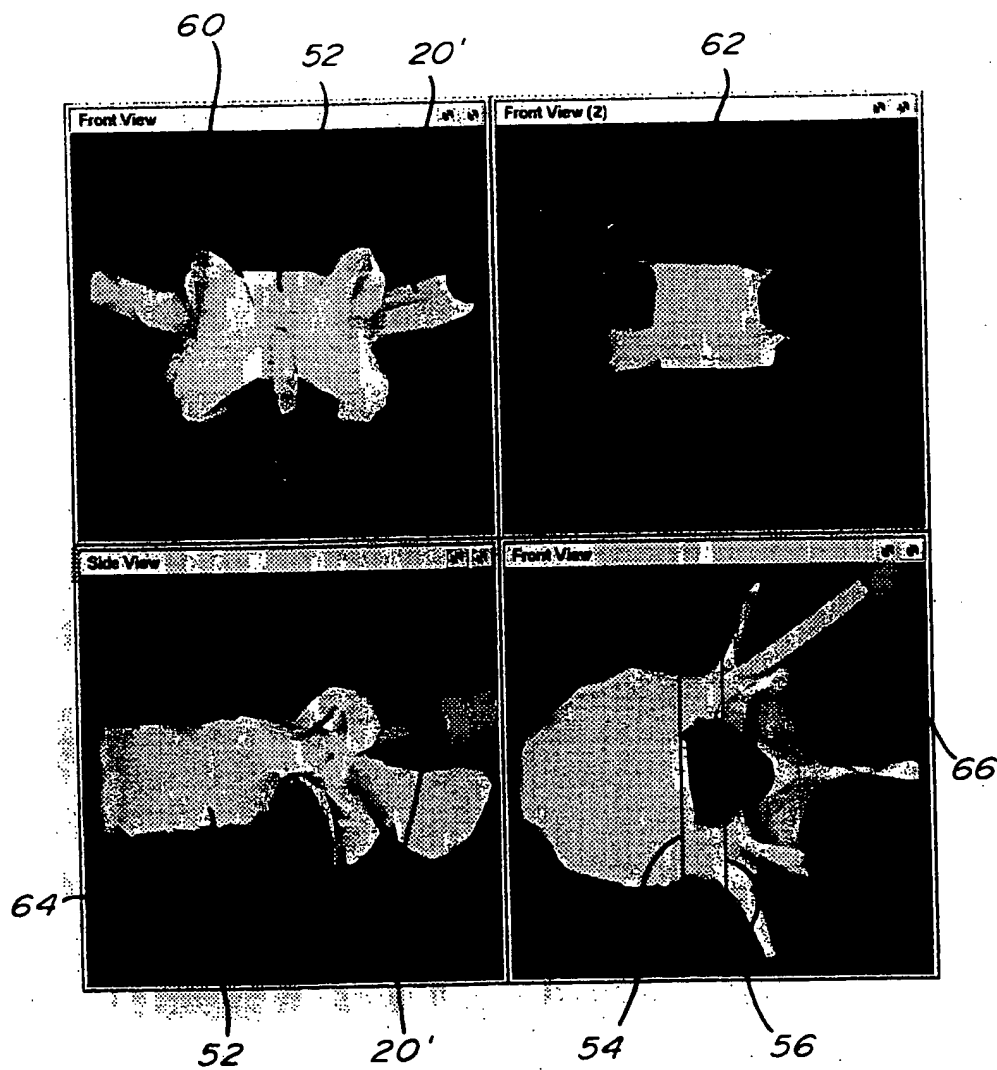 60 52 20' 62
Front View
Front View (2)
Side View
Front View
66
64
52 20' 54 56